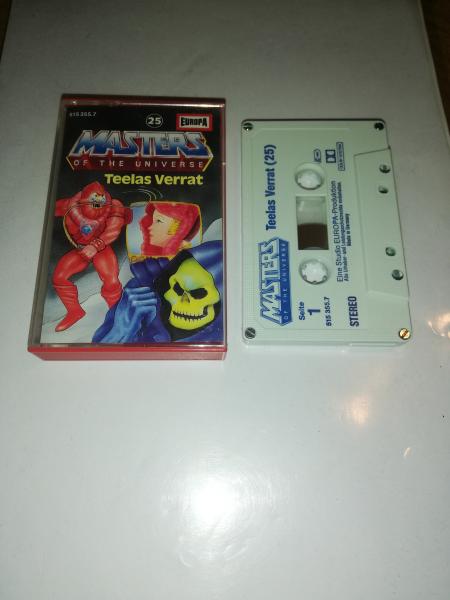 515 355.7
25
EUROPA
MASTERS
OF THE UNIVERSE
Teelas Verrat
MASTERS
OF THE UNIVERSE
Teelas Verrat (25)
Seite
1
515 355.7
STEREO
Eine Studio EUROPA-Produktion
Made in Germany